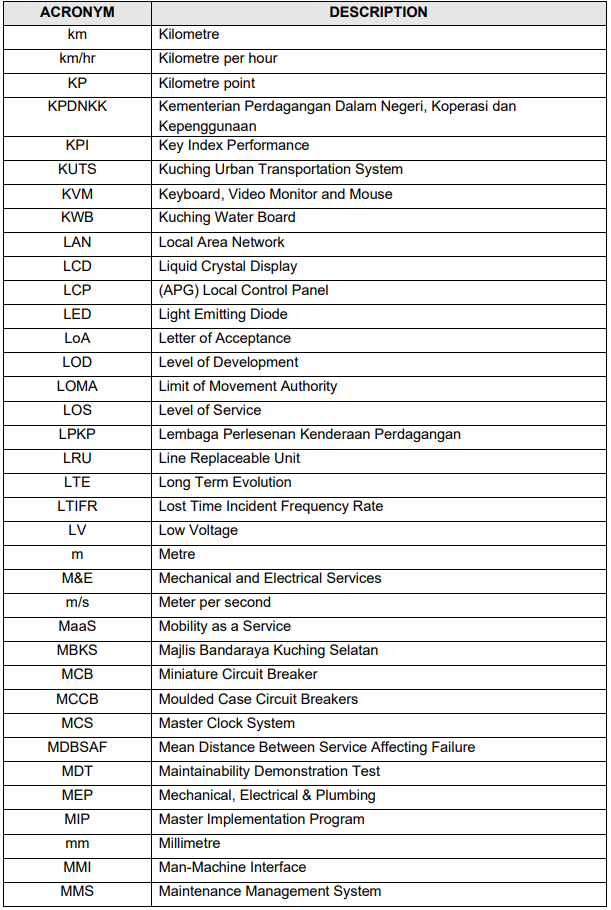 ACRONYM DESCRIPTION
km Kilometre
km/hr Kilometre per hour
KP Kilometre point
KPDNKK Kementerian Perdagangan Dalam Negeri, Koperasi dan
Kepenggunaan
KPI Key Index Performance
KUTS Kuching Urban Transportation System
KVM Keyboard, Video Monitor and Mouse
KWB Kuching Water Board
LAN Local Area Network
LCD Liquid Crystal Display
LCP (APG) Local Control Panel
LED Light Emitting Diode
LoA Letter of Acceptance
LOD Level of Development
LOMA Limit of Movement Authority
LOS Level of Service
LPKP Lembaga Perlesenan Kenderaan Perdagangan
LRU Line Replaceable Unit
LTE Long Term Evolution
LTIFR Lost Time Incident Frequency Rate
LV Low Voltage
m Metre
M&E Mechanical and Electrical Services
m/s Meter per second
MaaS Mobility as a Service
MBKS Majlis Bandaraya Kuching Selatan
MCB Miniature Circuit Breaker
MCCB Moulded Case Circuit Breakers
MCS Master Clock System
MDBSAF Mean Distance Between Service Affecting Failure
MDT Maintainability Demonstration Test
MEP Mechanical, Electrical & Plumbing
MIP Master Implementation Program
mm Millimetre
MMI Man-Machine Interface
MMS Maintenance Management System